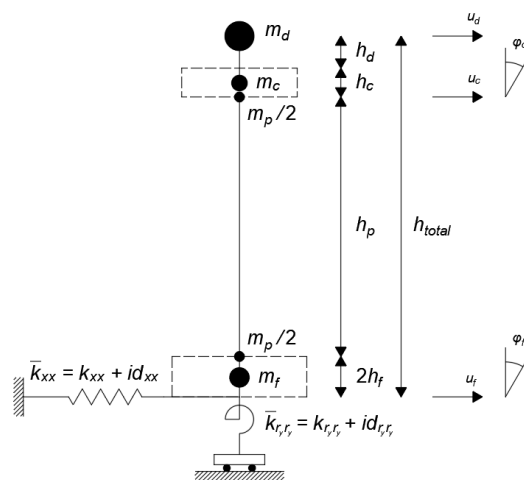 m_d
u_d
h_d
φ_c
m_c
h_c
u_c
m_p/2
h_p
h_total
m_p/2
φ_f
k̅_xx = k_xx + id_xx
m_f
2h_f
u_f
k̅_{r_y r_y} = k_{r_y r_y} + id_{r_y r_y}